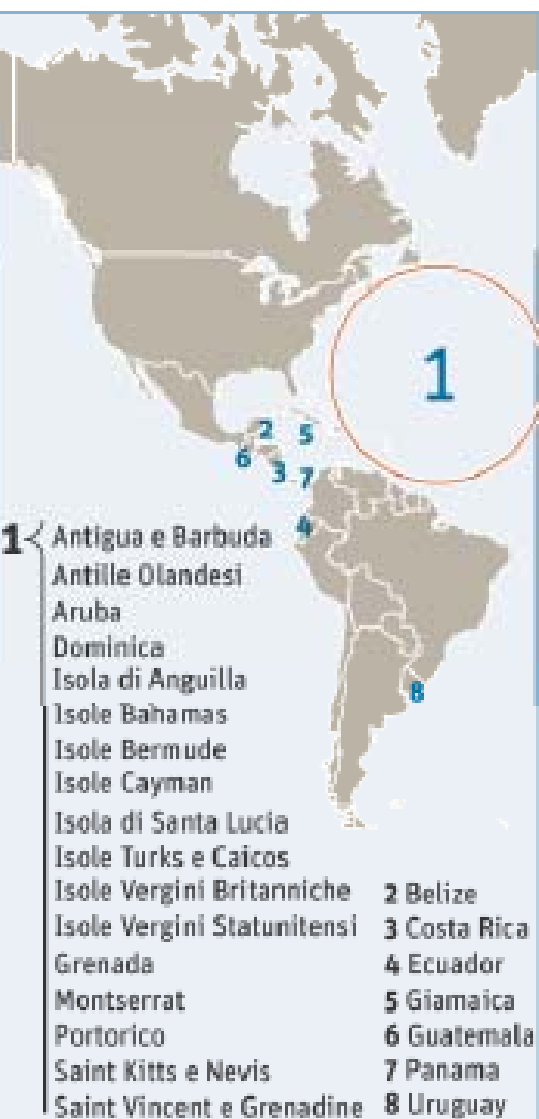 1
2
5
6
3
7
4
8
1 Antigua e Barbuda
Antille Olandesi
Aruba
Dominica
Isola di Anguilla
Isole Bahamas
Isole Bermude
Isole Cayman
Isola di Santa Lucia
Isole Turks e Caicos
Isole Vergini Britanniche
Isole Vergini Statunitensi
Grenada
Montserrat
Portorico
Saint Kitts e Nevis
Saint Vincent e Grenadine
2 Belize
3 Costa Rica
4 Ecuador
5 Giamaica
6 Guatemala
7 Panama
8 Uruguay